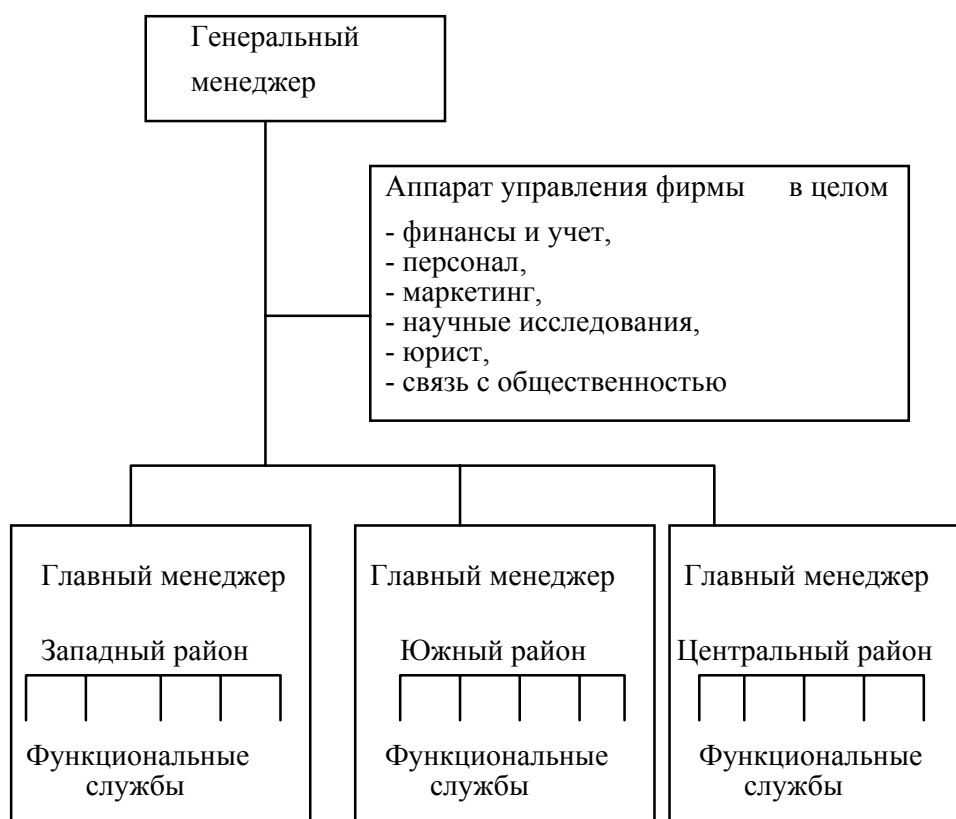 Генеральный
менеджер
Аппарат управления фирмы в целом
- финансы и учет,
- персонал,
- маркетинг,
- научные исследования,
- юрист,
- связь с общественностью
Главный менеджер
Западный район
Функциональные
службы
Главный менеджер
Южный район
Функциональные
службы
Главный менеджер
Центральный район
Функциональные
службы